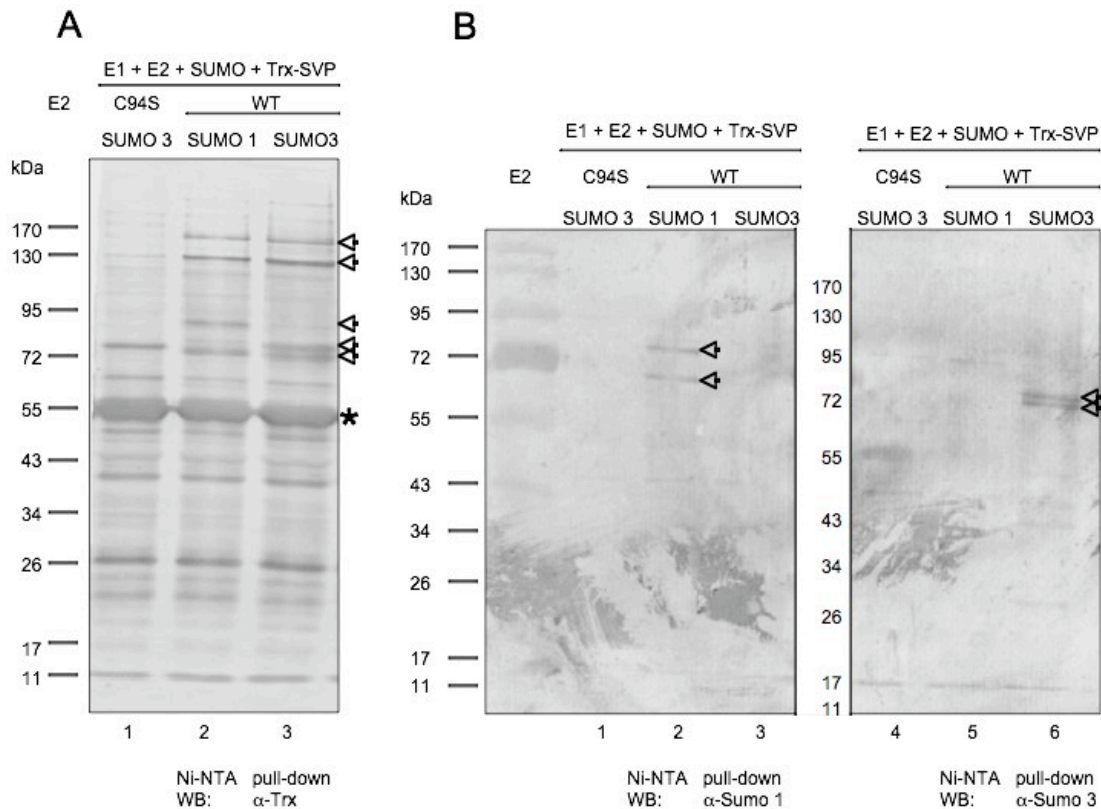 A
E1 + E2 + SUMO + Trx-SVP
E2 C94S WT
SUMO 3 SUMO 1 SUMO3
kDa
170
130
95
72
55
*
43
34
26
17
11
1 2 3
Ni-NTA pull-down
WB: α-Trx
B
E1 + E2 + SUMO + Trx-SVP
E2 C94S WT
kDa
SUMO 3 SUMO 1 SUMO3
170
130
95
72
55
43
34
26
17
11
1 2 3
Ni-NTA pull-down
WB: α-Sumo 1
E1 + E2 + SUMO + Trx-SVP
C94S WT
SUMO 3 SUMO 1 SUMO3
170
130
95
72
55
43
34
26
17
11
4 5 6
Ni-NTA pull-down
WB: α-Sumo 3